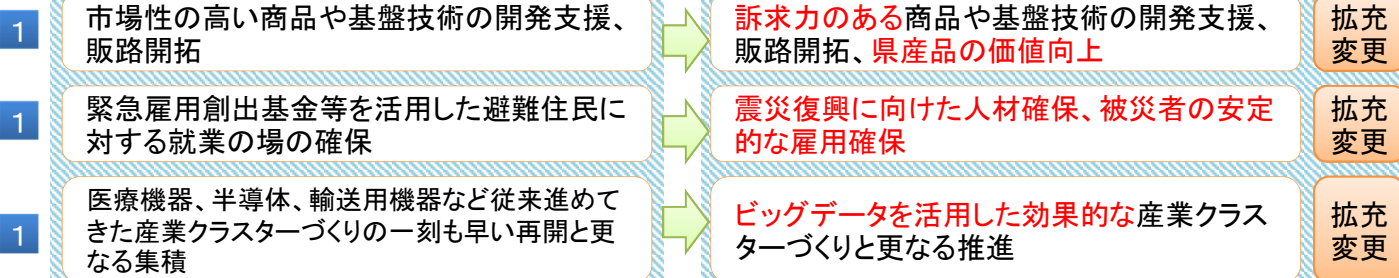 1
市場性の高い商品や基盤技術の開発支援、
販路開拓
訴求力のある商品や基盤技術の開発支援、
販路開拓、県産品の価値向上
拡充
変更
1
緊急雇用創出基金等を活用した避難住民に
対する就業の場の確保
震災復興に向けた人材確保、被災者の安定
的な雇用確保
拡充
変更
1
医療機器、半導体、輸送用機器など従来進めて
きた産業クラスターづくりの一刻も早い再開と更
なる集積
ビッグデータを活用した効果的な産業クラス
ターづくりと更なる推進
拡充
変更